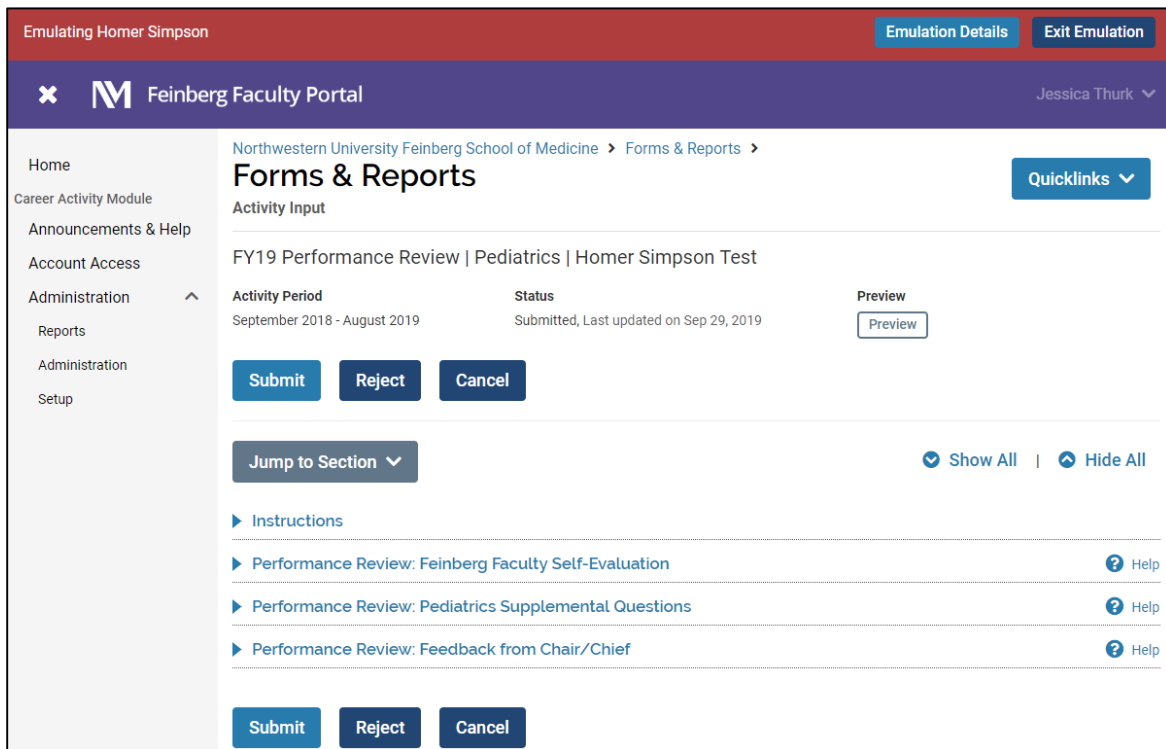 Emulating Homer Simpson
Emulation Details
Exit Emulation
NM Feinberg Faculty Portal
Jessica Thurk
Home
Career Activity Module
Announcements & Help
Account Access
Administration
Reports
Administration
Setup
Northwestern University Feinberg School of Medicine > Forms & Reports >
Forms & Reports
Activity Input
Quicklinks
FY19 Performance Review | Pediatrics | Homer Simpson Test
Activity Period
September 2018 - August 2019
Status
Submitted, Last updated on Sep 29, 2019
Preview
Preview
Submit
Reject
Cancel
Jump to Section
Show All | Hide All
Instructions
Performance Review: Feinberg Faculty Self-Evaluation
Help
Performance Review: Pediatrics Supplemental Questions
Help
Performance Review: Feedback from Chair/Chief
Help
Submit
Reject
Cancel